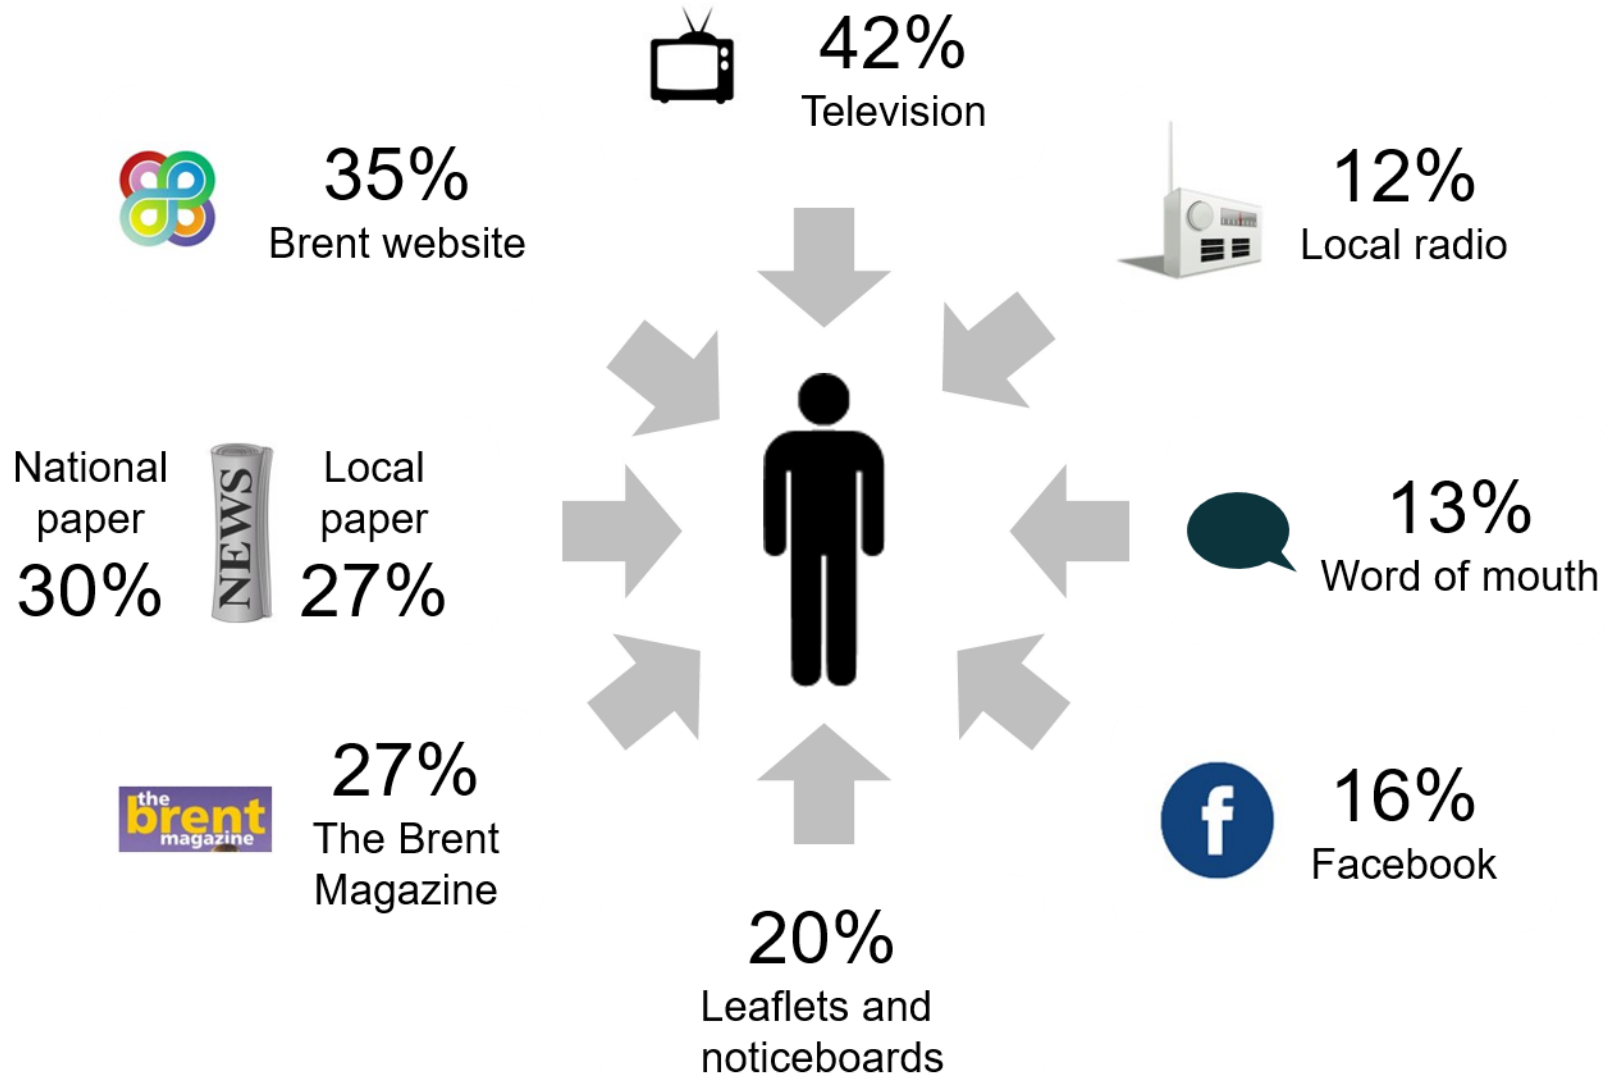 42%
Television
35%
Brent website
12%
Local radio
National
paper
30%
NEWS
Local
paper
27%
13%
Word of mouth
the
brent
magazine
27%
The Brent
Magazine
f
16%
Facebook
20%
Leaflets and
noticeboards